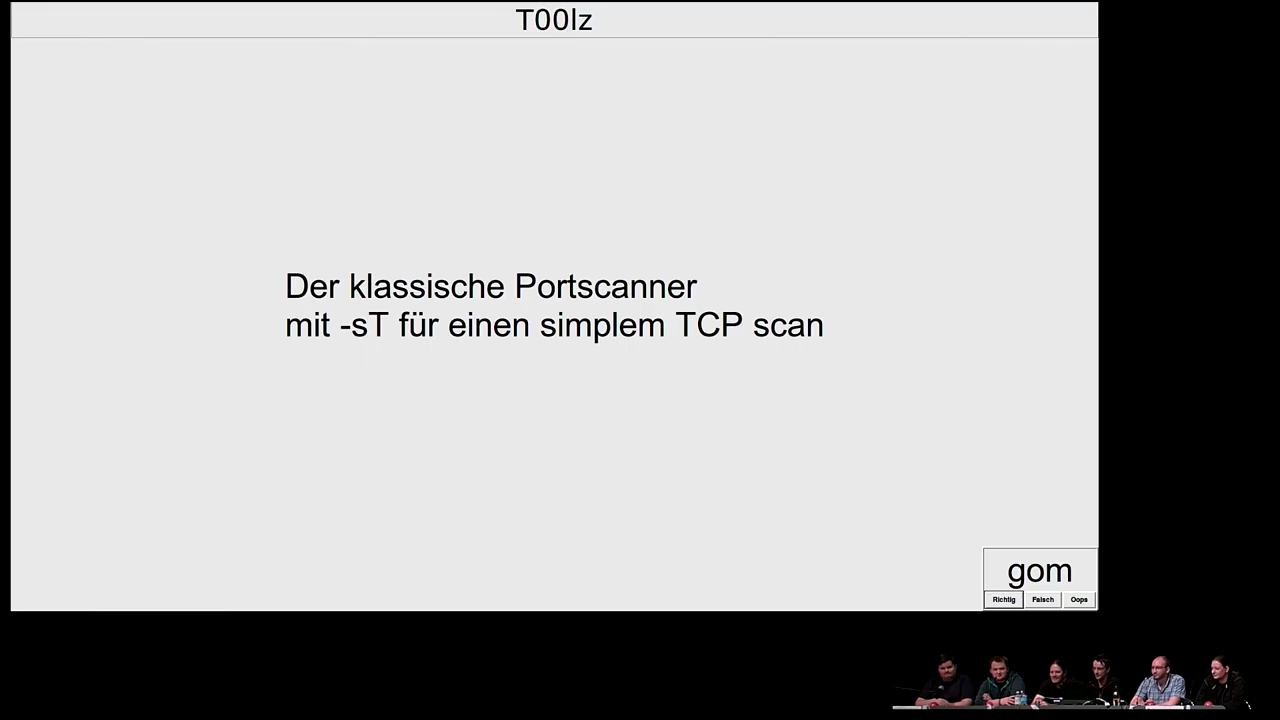 T00lz
Der klassische Portscanner
mit -sT für einen simplem TCP scan
gom
Richtig Falsch Oops